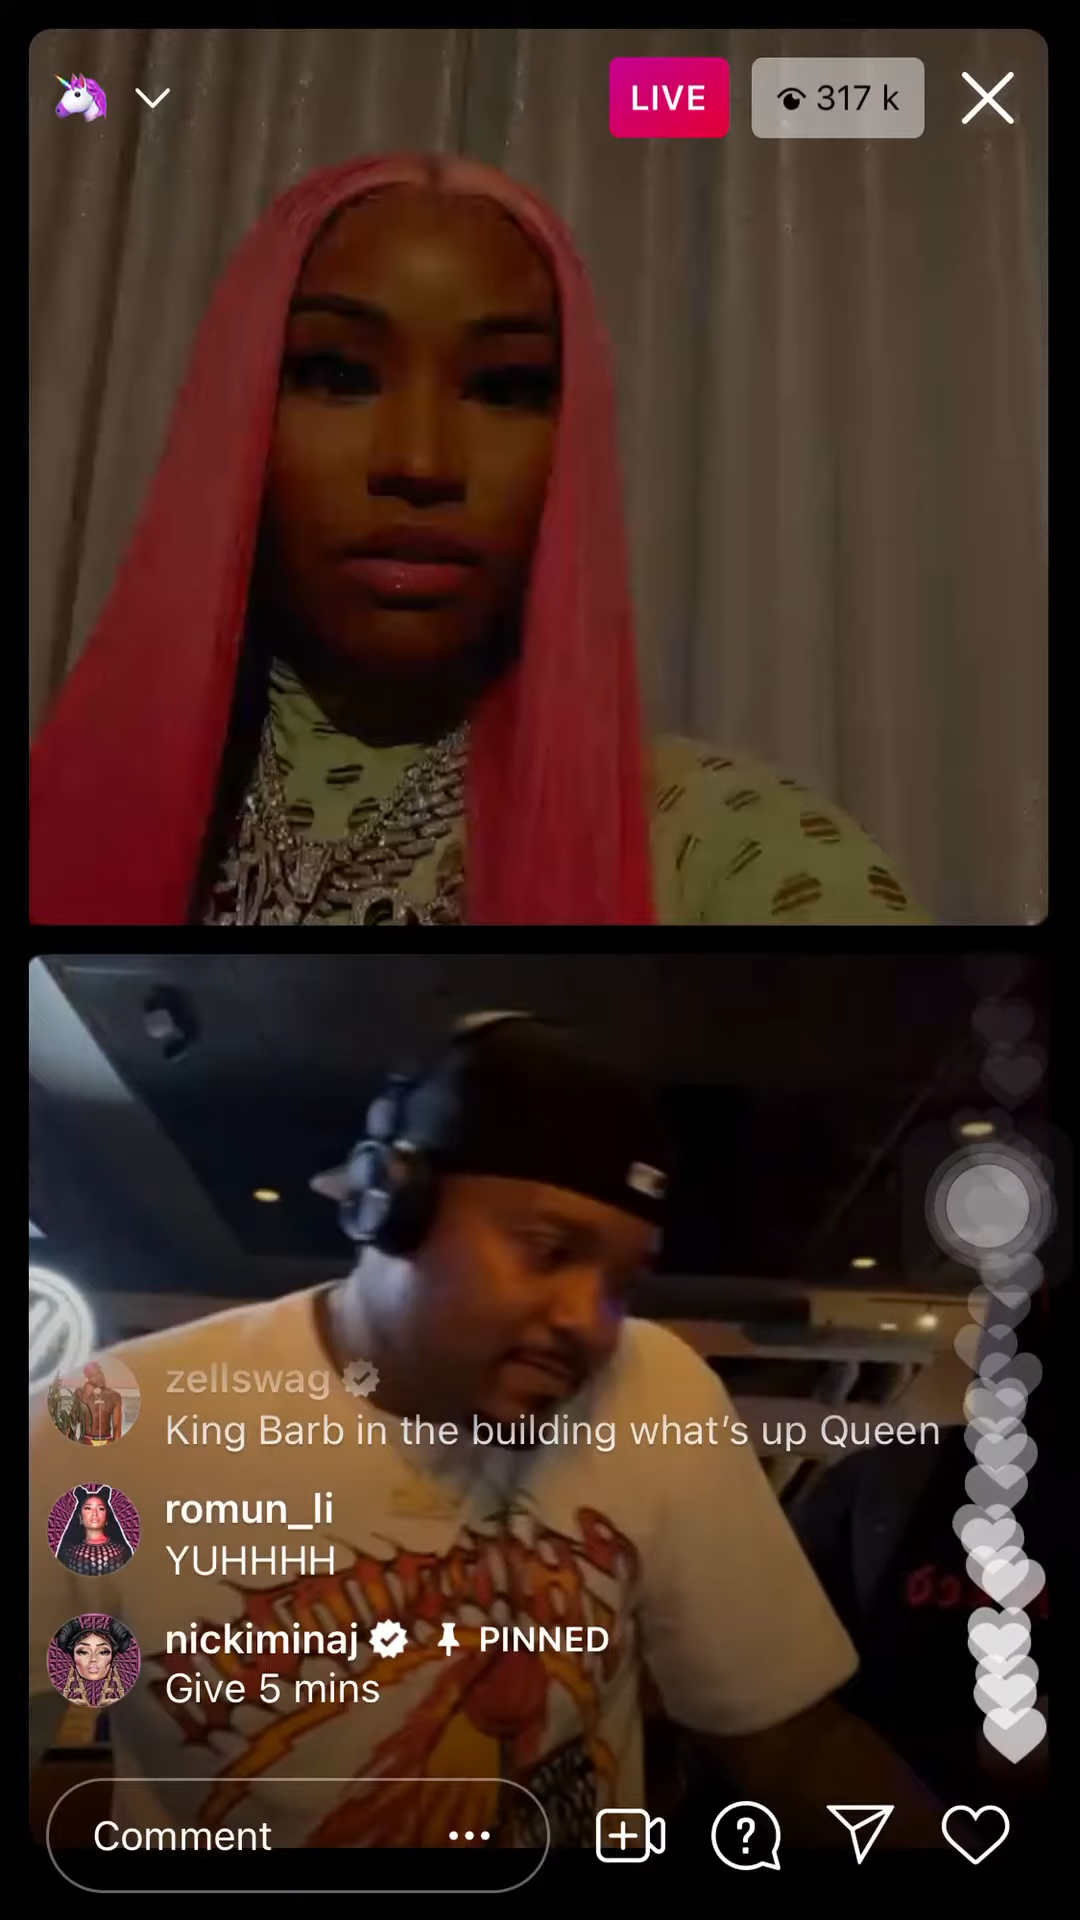 LIVE
317 k
zellswag
King Barb in the building what's up Queen
romun_li
YUHHHH
nickiminaj PINNED
Give 5 mins
Comment